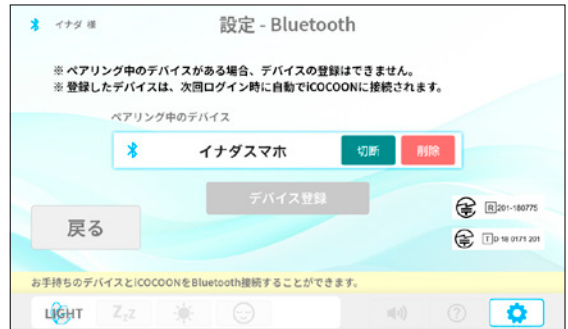 イナダ 様
設定 - Bluetooth
※ ペアリング中のデバイスがある場合、デバイスの登録はできません。
※ 登録したデバイスは、次回ログイン時に自動でiCOCOONに接続されます。
ペアリング中のデバイス
イナダスマホ 切断 削除
デバイス登録
R 201-180775
戻る
T D 18 0171 201
お手持ちのデバイスとiCOCOONをBluetooth接続することができます。
LIGHT Zzz ?